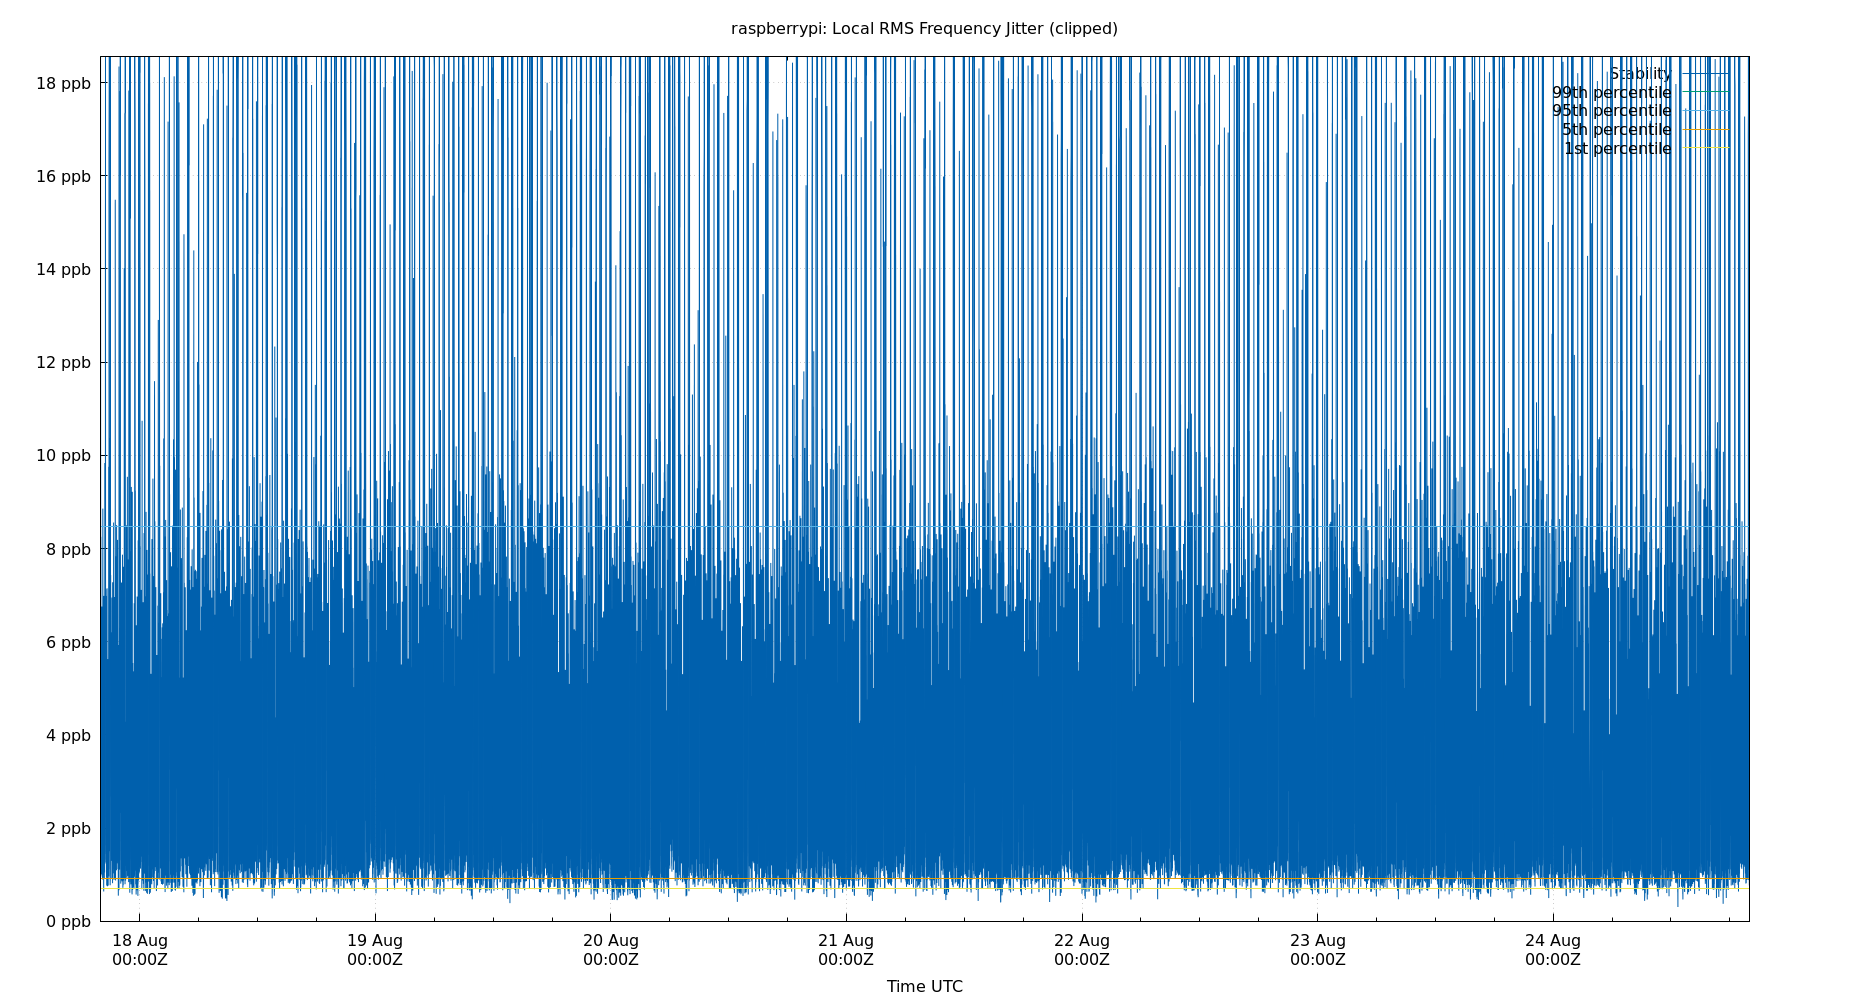 raspberrypi: Local RMS Frequency Jitter (clipped)
18 ppb
16 ppb
14 ppb
12 ppb
10 ppb
8 ppb
6 ppb
4 ppb
2 ppb
0 ppb
Stability
99th percentile
95th percentile
5th percentile
1st percentile
18 Aug
00:00Z
19 Aug
00:00Z
20 Aug
00:00Z
21 Aug
00:00Z
22 Aug
00:00Z
23 Aug
00:00Z
24 Aug
00:00Z
Time UTC